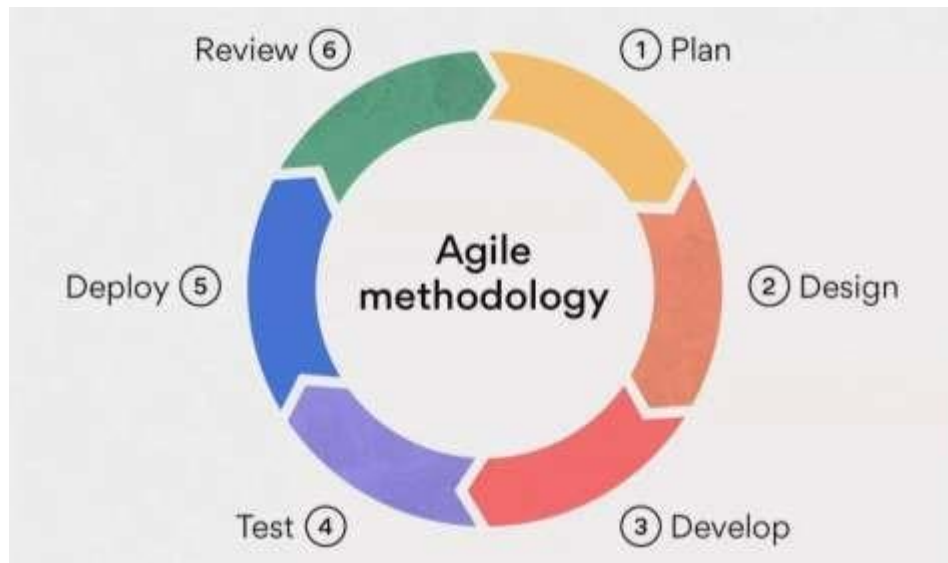 Review 6
1 Plan
Agile
methodology
Deploy 5
2 Design
Test 4
3 Develop